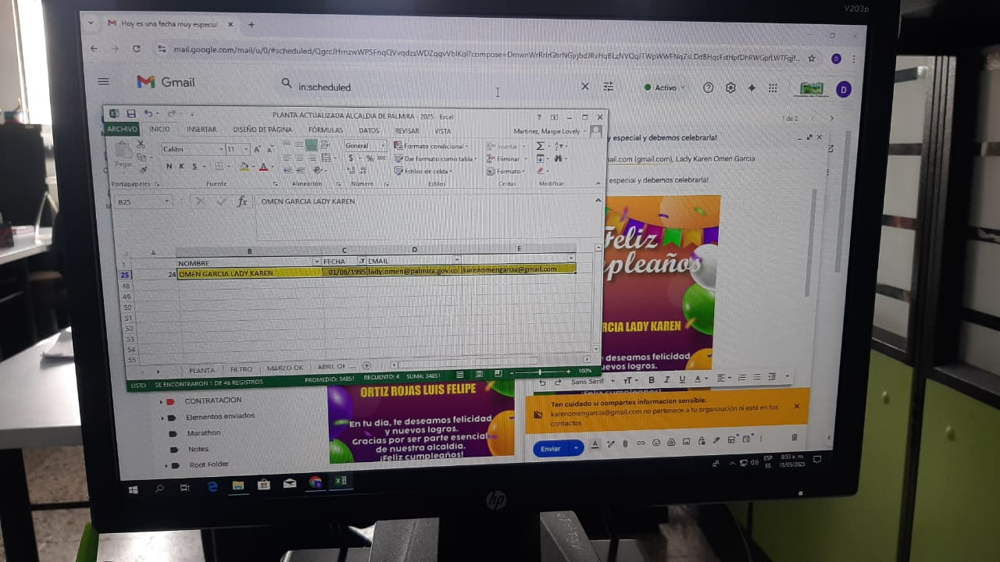 V203p
Hoy es una fecha muy especial
mail.google.com/mail/u/0/#scheduled/
Gmail
in:scheduled
Activo
D
1 de 2
PLANTA ACTUALIZADA ALCALDIA DE PALMIRA - 2025 - Excel
ARCHIVO INICIO INSERTAR DISEÑO DE PÁGINA FÓRMULAS DATOS REVISAR VISTA Martinez, Margie Lovely
Pegar
Calibri 11
N K S
General
$ % 000
Formato condicional
Dar formato como tabla
Estilos de celda
Insertar
Eliminar
Formato
Portapapeles Fuente Alineación Número Estilos Celdas Modificar
B25 fx OMEN GARCIA LADY KAREN
A B C D E
1 NOMBRE FECHA EMAIL
25 24 OMEN GARCIA LADY KAREN 01/06/1995 lady.omen@palmira.gov.co karenomengarcia@gmail.com
48
49
50
51
52
53
54
55
PLANTA FILTRO MARZO OK ABRIL OK ...
LISTO SE ENCONTRARON 1 DE 46 REGISTROS PROMEDIO: 34851 RECUENTO: 4 SUMA: 34851 100%
y especial y debemos celebrarla!
mail.com (gmail.com), Lady Karen Omen Garcia
especial y debemos celebrarla!
Feliz
mpleaños
RCIA LADY KAREN
deseamos felicidad
uevos logros.
Sans Serif
B I U A
Ten cuidado si compartes información sensible.
karenomengarcia@gmail.com no pertenece a tu organización ni está en tus
contactos.
Enviar
CONTRATACION
Elementos enviados
Marathon
Notes
Root Folder
ORTIZ ROJAS LUIS FELIPE
En tu día, te deseamos felicidad
y nuevos logros.
Gracias por ser parte esencial
de nuestra alcaldía.
¡Feliz cumpleaños!
ESP
ES
8:53 a. m.
15/05/2025
hp